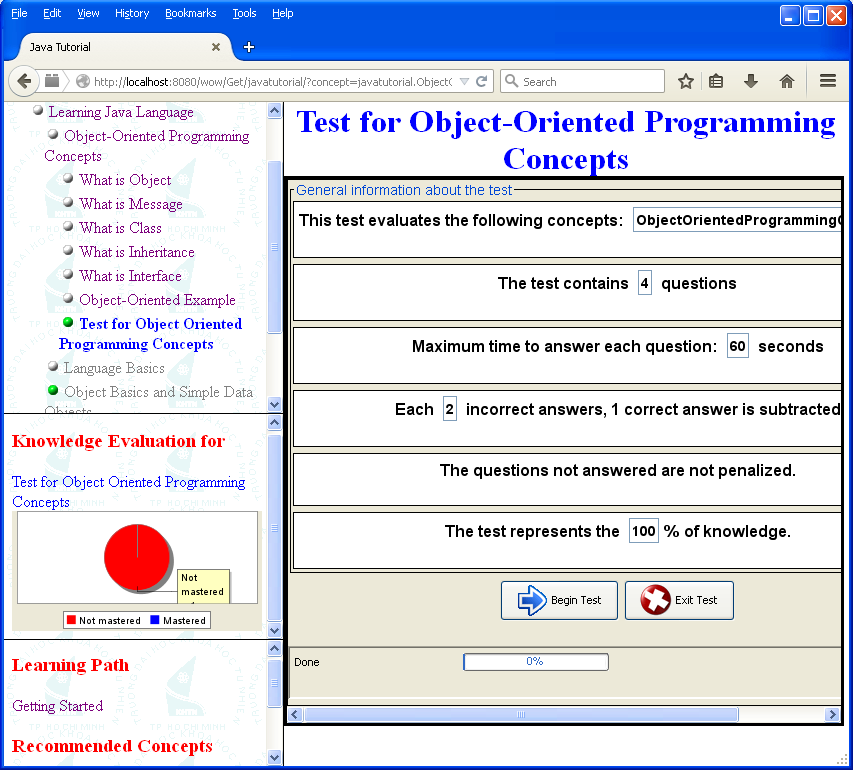 File Edit View History Bookmarks Tools Help
Java Tutorial
http://localhost:8080/wow/Get/javatutorial/?concept=javatutorial.Object
Search
Learning Java Language
Object-Oriented Programming
Concepts
What is Object
What is Message
What is Class
What is Inheritance
What is Interface
Object-Oriented Example
Test for Object Oriented
Programming Concepts
Language Basics
Object Basics and Simple Data
Objects
Knowledge Evaluation for
Test for Object Oriented Programming
Concepts
Not
mastered
Not mastered Mastered
Learning Path
Getting Started
Recommended Concepts
Test for Object-Oriented Programming
Concepts
General information about the test
This test evaluates the following concepts: ObjectOrientedProgramming
The test contains 4 questions
Maximum time to answer each question: 60 seconds
Each 2 incorrect answers, 1 correct answer is subtracted
The questions not answered are not penalized.
The test represents the 100 % of knowledge.
Begin Test Exit Test
Done 0%